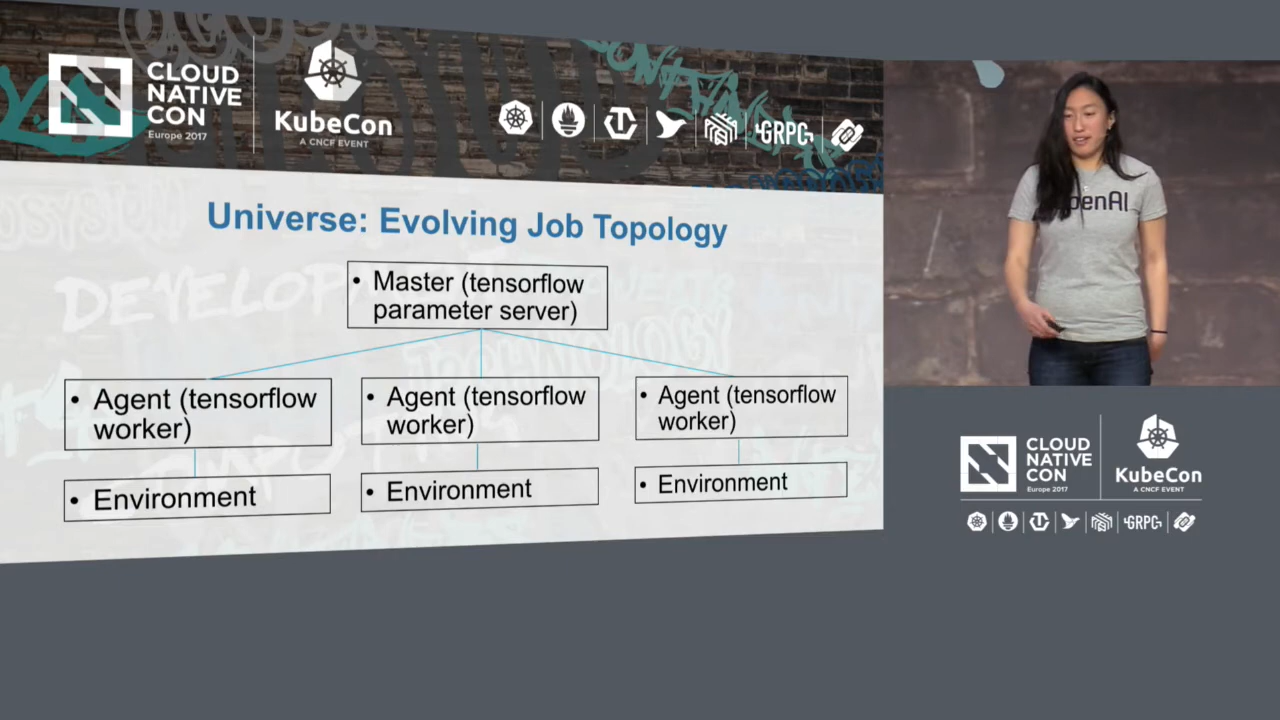 CLOUD
NATIVE
CON
Europe 2017
KubeCon
A CNCF EVENT
GRPC
Universe: Evolving Job Topology
• Master (tensorflow
parameter server)
• Agent (tensorflow
worker)
• Agent (tensorflow
worker)
• Agent (tensorflow
worker)
• Environment
• Environment
• Environment
penAI
CLOUD
NATIVE
CON
Europe 2017
KubeCon
A CNCF EVENT
GRPC